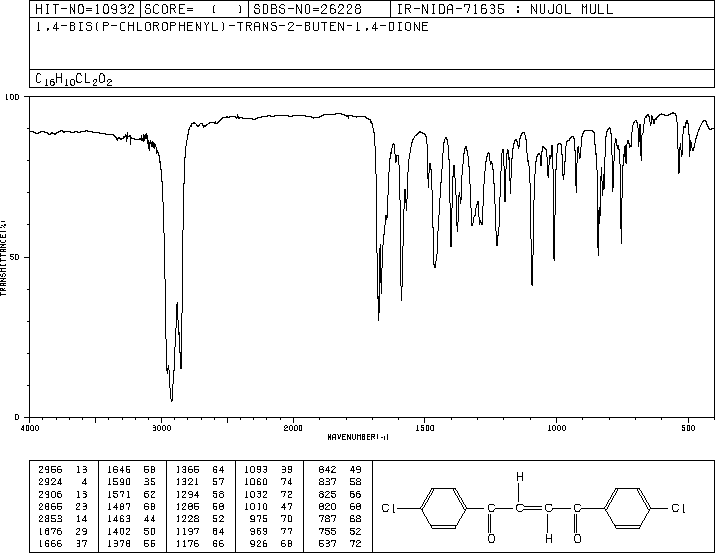 HIT-NO=10932 SCORE= ( ) SDBS-NO=26228 IR-NIDA-71635 : NUJOL MULL
1,4-BIS(P-CHLOROPHENYL)-TRANS-2-BUTEN-1,4-DIONE
C16H10CL2O2
100
50
0
TRANSMITTANCE(%)
4000 3000 2000 1500 1000 500
WAVENUMBER(-1)
2956 13 1646 58 1366 64 1093 39 842 49
2924 4 1590 35 1321 57 1060 74 837 58
2906 13 1571 62 1294 58 1032 72 825 66
2865 23 1487 68 1285 58 1010 47 820 68
2853 14 1463 44 1228 52 975 70 787 68
1676 29 1402 50 1197 64 969 77 755 52
1666 37 1378 55 1176 66 926 68 537 72
H
Cl
Cl
O
H
O